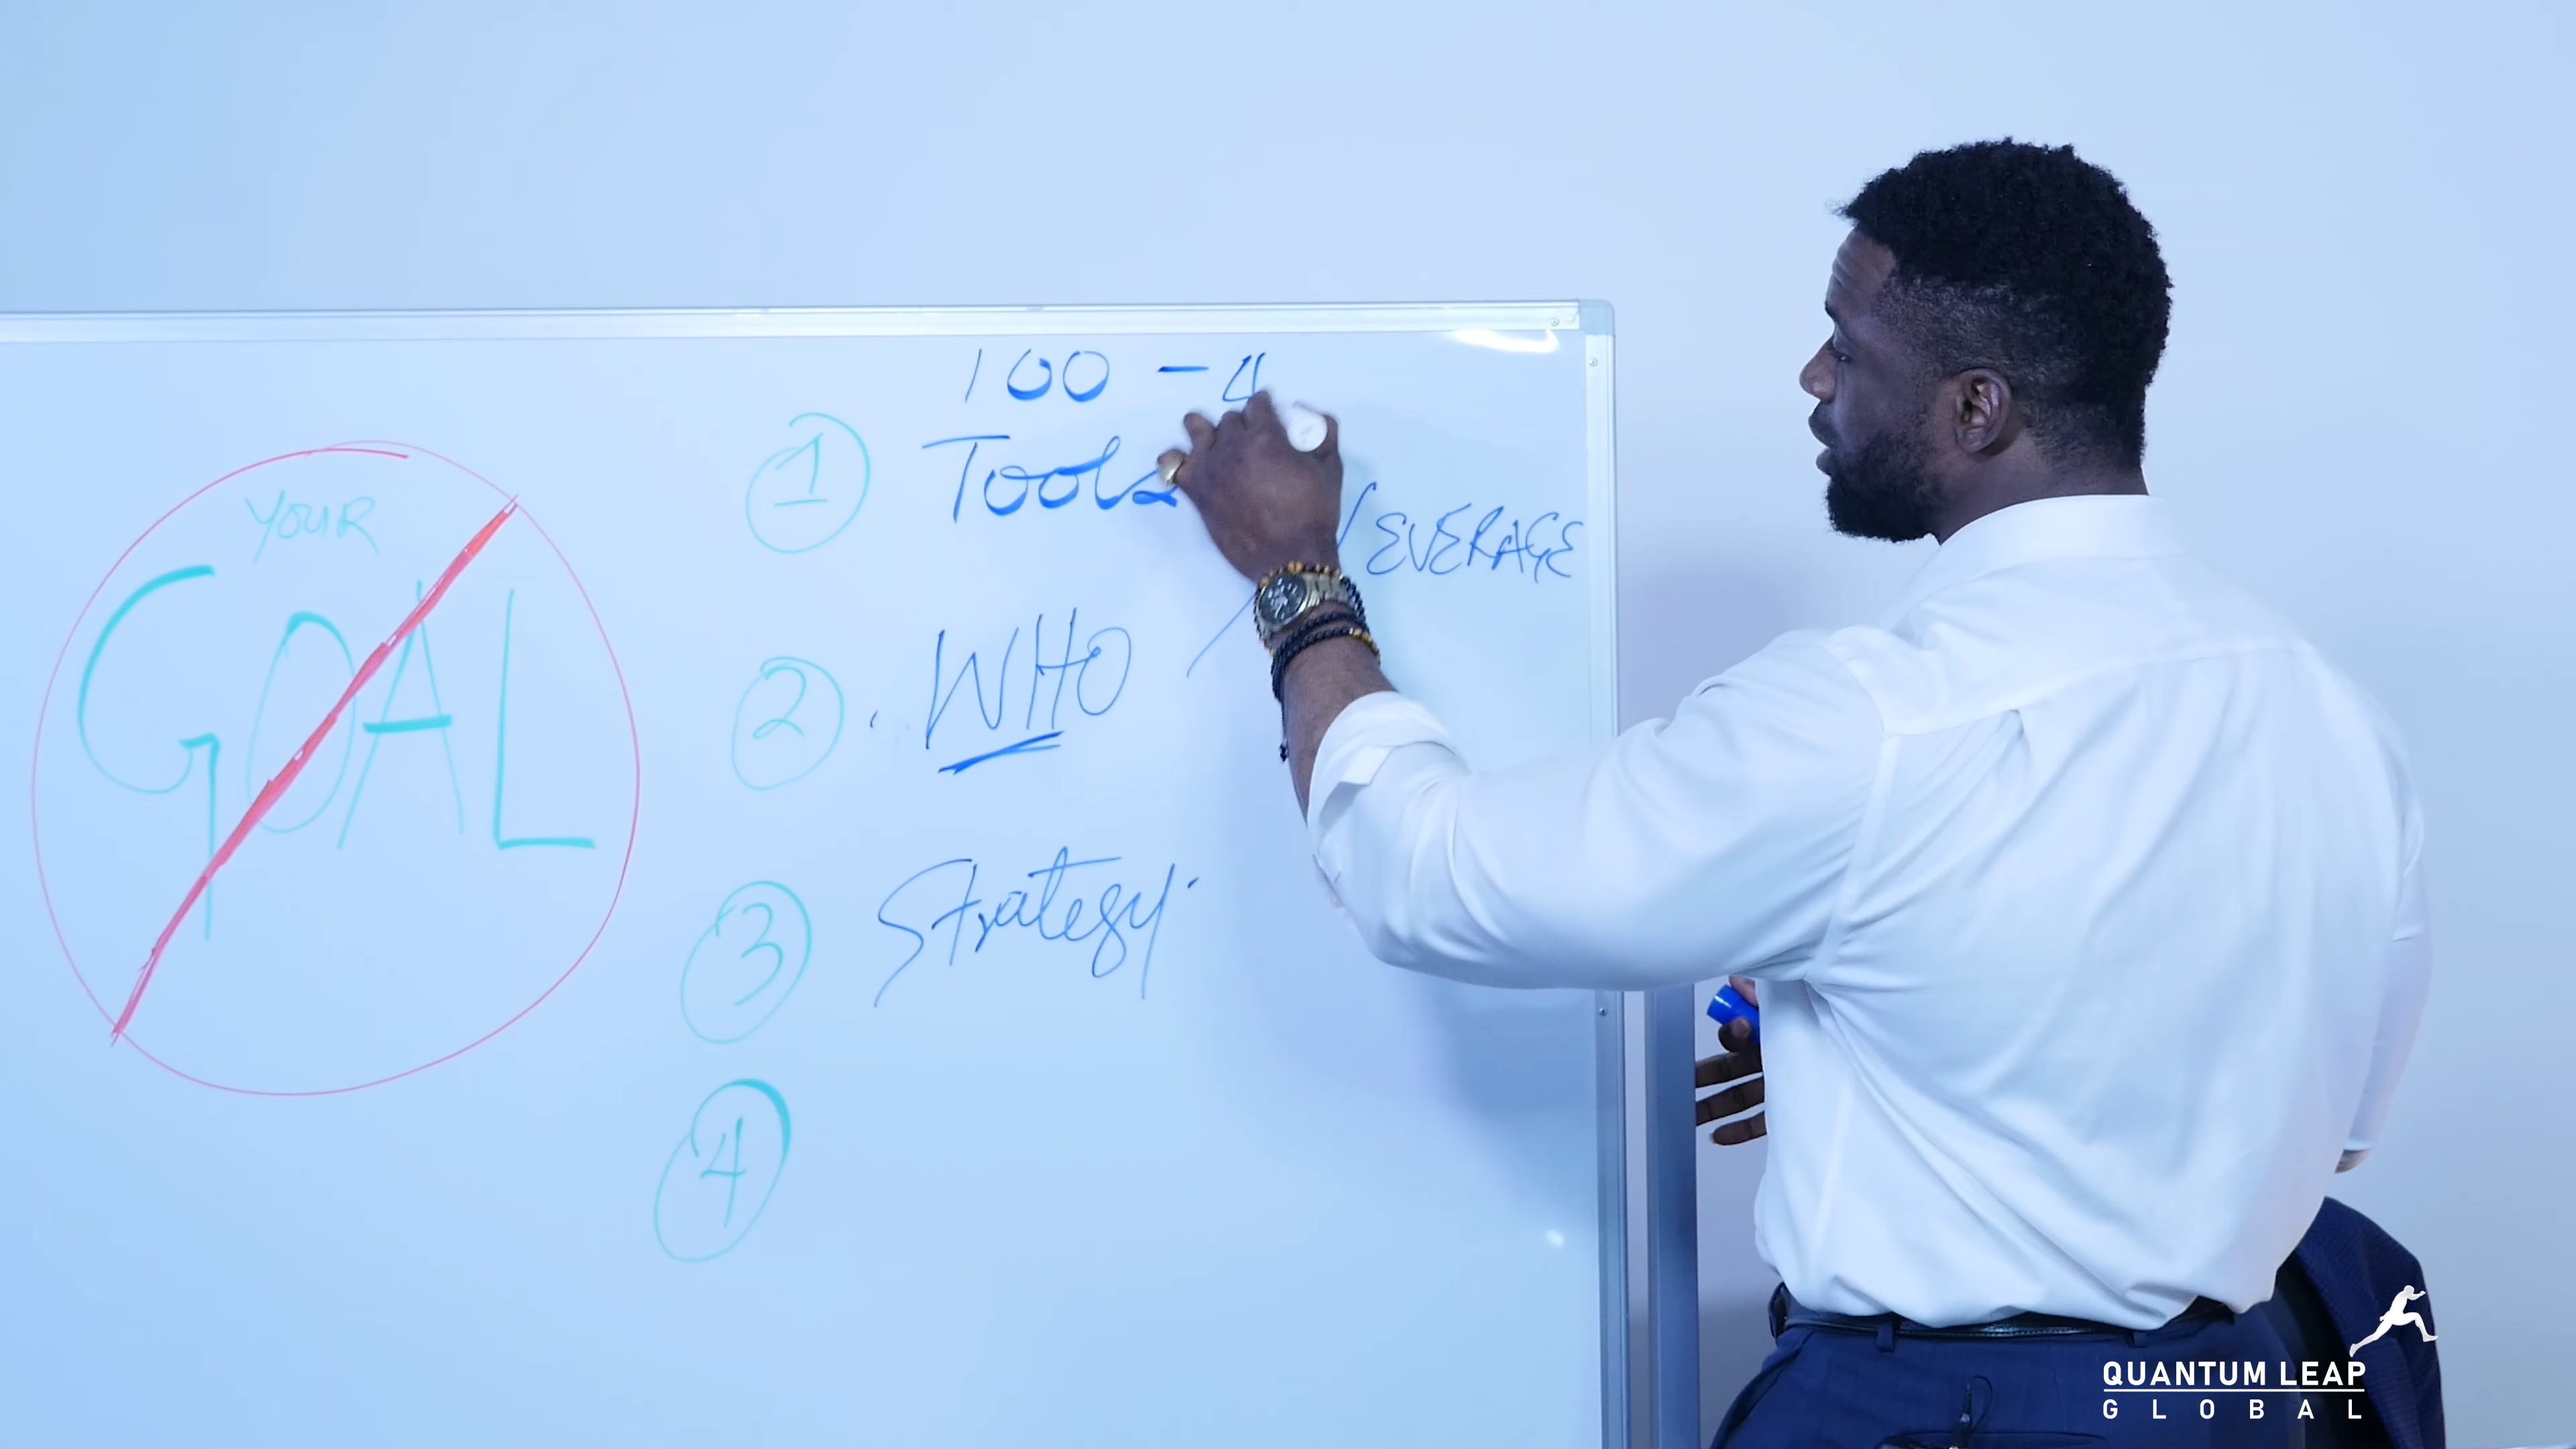 YOUR
GOAL
100 - 4
1 Tools
LEVERAGE
2 WHO
3 Strategy
4
QUANTUM LEAP
GLOBAL